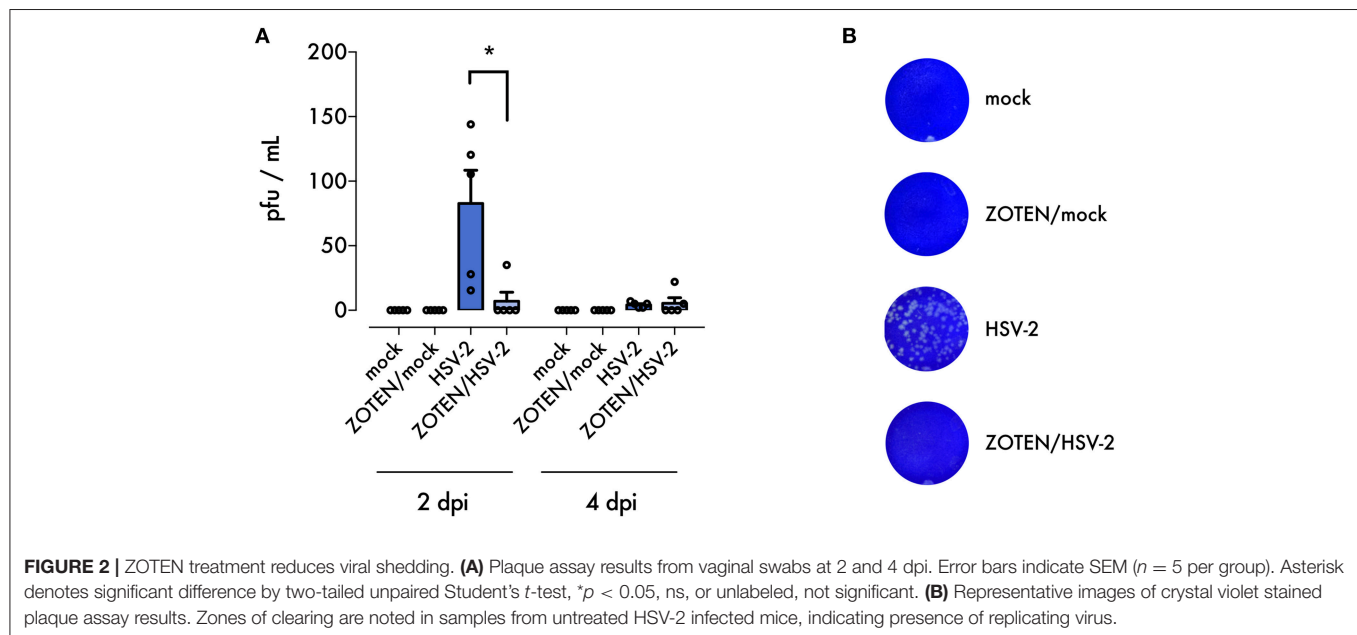 A
B
200
150
100
50
0
pfu / mL
*
mock
ZOTEN/mock
HSV-2
ZOTEN/HSV-2
mock
ZOTEN/mock
HSV-2
ZOTEN/HSV-2
2 dpi
4 dpi
mock
ZOTEN/mock
HSV-2
ZOTEN/HSV-2
FIGURE 2 | ZOTEN treatment reduces viral shedding. (A) Plaque assay results from vaginal swabs at 2 and 4 dpi. Error bars indicate SEM (n = 5 per group). Asterisk
denotes significant difference by two-tailed unpaired Student's t-test, *p < 0.05, ns, or unlabeled, not significant. (B) Representative images of crystal violet stained
plaque assay results. Zones of clearing are noted in samples from untreated HSV-2 infected mice, indicating presence of replicating virus.